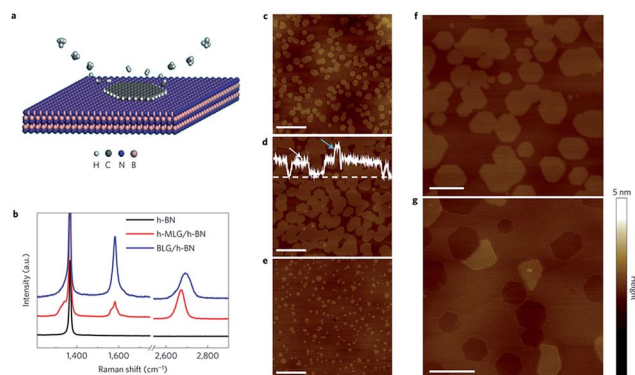 a
H C N B
b
h-BN
h-MLG/h-BN
BLG/h-BN
Intensity (a.u.)
1,400 1,600 2,600 2,800
Raman shift (cm⁻¹)
c
d
e
f
g
5 nm
Height